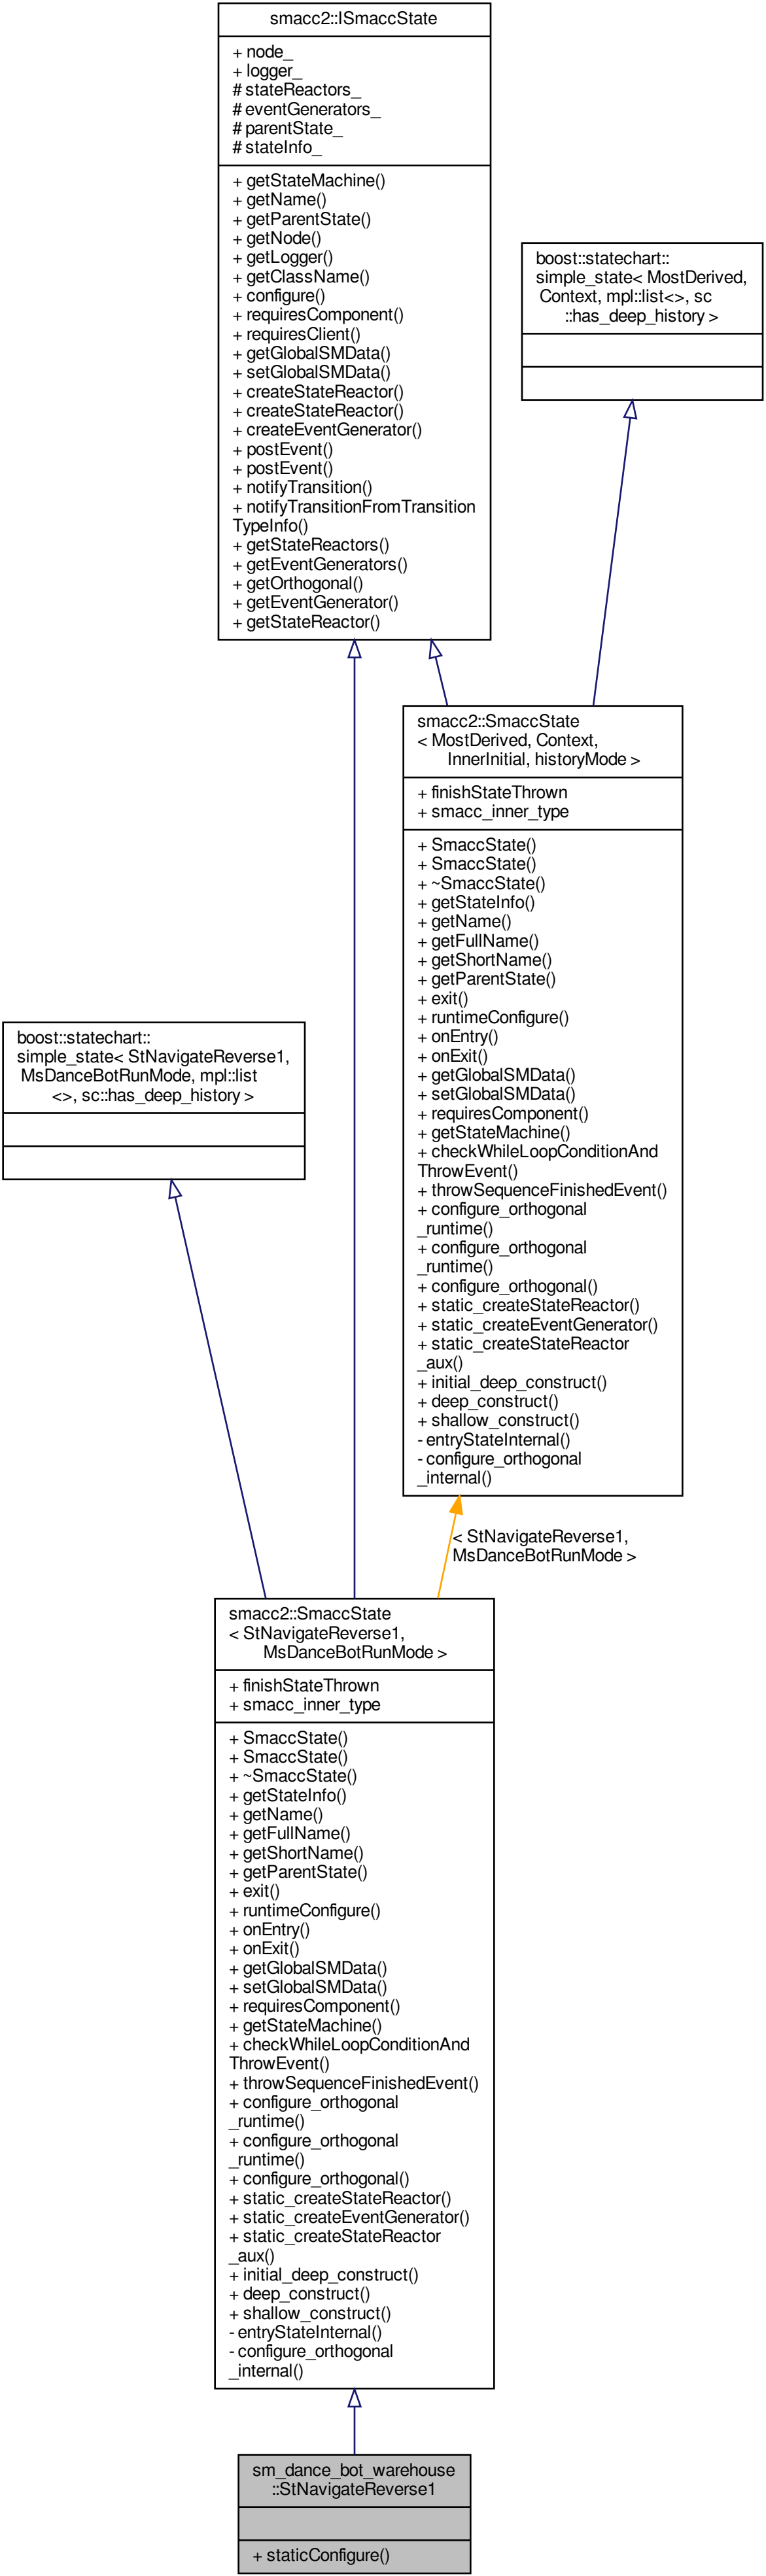 smacc2::ISmaccState
+ node_
+ logger_
# stateReactors_
# eventGenerators_
# parentState_
# stateInfo_
+ getStateMachine()
+ getName()
+ getParentState()
+ getNode()
+ getLogger()
+ getClassName()
+ configure()
+ requiresComponent()
+ requiresClient()
+ getGlobalSMData()
+ setGlobalSMData()
+ createStateReactor()
+ createStateReactor()
+ createEventGenerator()
+ postEvent()
+ postEvent()
+ notifyTransition()
+ notifyTransitionFromTransition
TypeInfo()
+ getStateReactors()
+ getEventGenerators()
+ getOrthogonal()
+ getEventGenerator()
+ getStateReactor()
boost::statechart::
simple_state< MostDerived,
Context, mpl::list<>, sc
::has_deep_history >
smacc2::SmaccState
< MostDerived, Context,
InnerInitial, historyMode >
+ finishStateThrown
+ smacc_inner_type
+ SmaccState()
+ SmaccState()
+ ~SmaccState()
+ getStateInfo()
+ getName()
+ getFullName()
+ getShortName()
+ getParentState()
+ exit()
+ runtimeConfigure()
+ onEntry()
+ onExit()
+ getGlobalSMData()
+ setGlobalSMData()
+ requiresComponent()
+ getStateMachine()
+ checkWhileLoopConditionAnd
ThrowEvent()
+ throwSequenceFinishedEvent()
+ configure_orthogonal
_runtime()
+ configure_orthogonal
_runtime()
+ configure_orthogonal()
+ static_createStateReactor()
+ static_createEventGenerator()
+ static_createStateReactor
_aux()
+ initial_deep_construct()
+ deep_construct()
+ shallow_construct()
- entryStateInternal()
- configure_orthogonal
_internal()
boost::statechart::
simple_state< StNavigateReverse1,
MsDanceBotRunMode, mpl::list
<>, sc::has_deep_history >
< StNavigateReverse1,
MsDanceBotRunMode >
smacc2::SmaccState
< StNavigateReverse1,
MsDanceBotRunMode >
+ finishStateThrown
+ smacc_inner_type
+ SmaccState()
+ SmaccState()
+ ~SmaccState()
+ getStateInfo()
+ getName()
+ getFullName()
+ getShortName()
+ getParentState()
+ exit()
+ runtimeConfigure()
+ onEntry()
+ onExit()
+ getGlobalSMData()
+ setGlobalSMData()
+ requiresComponent()
+ getStateMachine()
+ checkWhileLoopConditionAnd
ThrowEvent()
+ throwSequenceFinishedEvent()
+ configure_orthogonal
_runtime()
+ configure_orthogonal
_runtime()
+ configure_orthogonal()
+ static_createStateReactor()
+ static_createEventGenerator()
+ static_createStateReactor
_aux()
+ initial_deep_construct()
+ deep_construct()
+ shallow_construct()
- entryStateInternal()
- configure_orthogonal
_internal()
sm_dance_bot_warehouse
::StNavigateReverse1
+ staticConfigure()